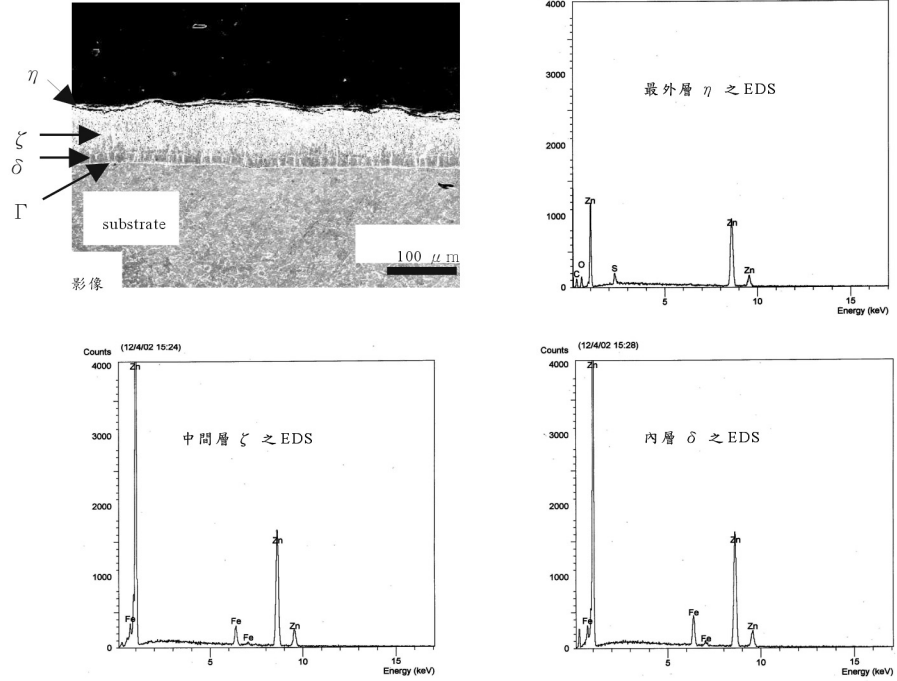 η
ζ
δ
Γ
substrate
100 μm
影像
4000
3000
2000
1000
0
最外層 η 之EDS
Zn
O
C
S
Zn
Zn
5
10
15
Energy (keV)
Counts
(12/4/02 15:24)
4000
3000
2000
1000
0
中間層 ζ 之EDS
Zn
Fe
Fe
Fe
Zn
Zn
5
10
15
Energy (keV)
Counts
(12/4/02 15:28)
4000
3000
2000
1000
0
內層 δ 之EDS
Zn
Fe
Fe
Fe
Zn
Zn
5
10
15
Energy (keV)